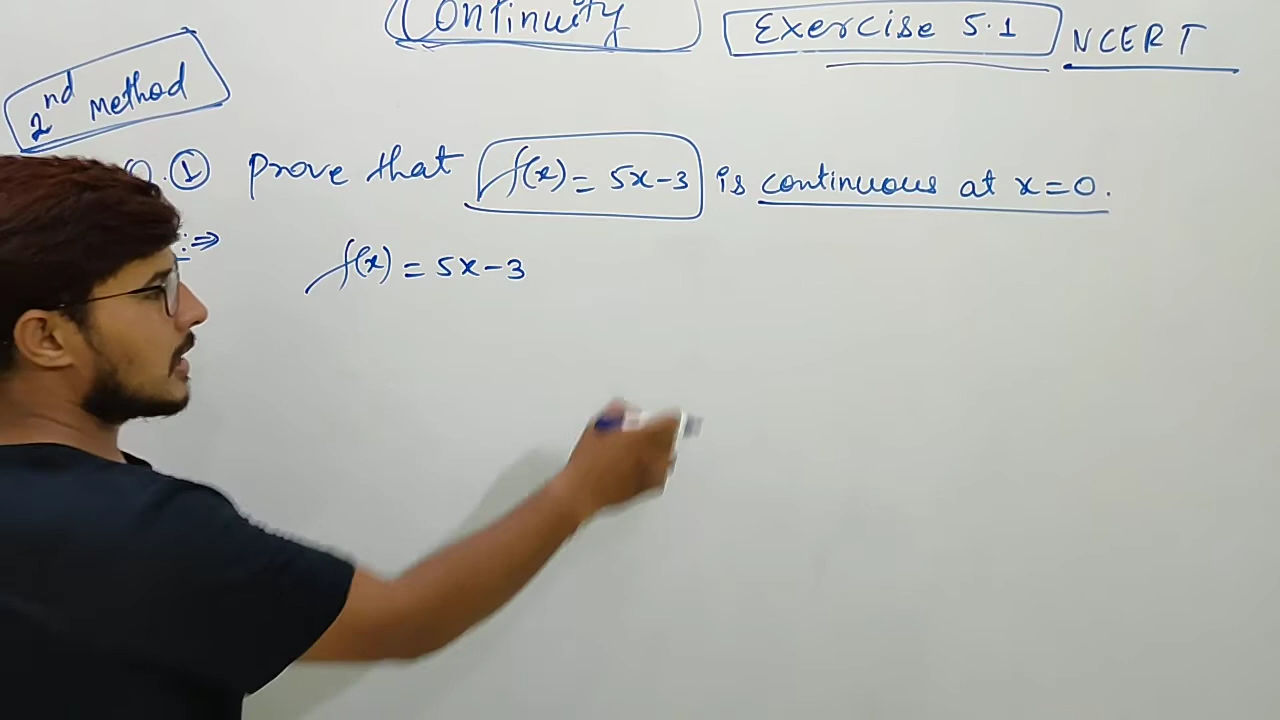 Continuity Exercise 5.1 NCERT
2nd Method
Q.① prove that f(x) = 5x-3 is continuous at x=0.
:⇒ f(x) = 5x-3